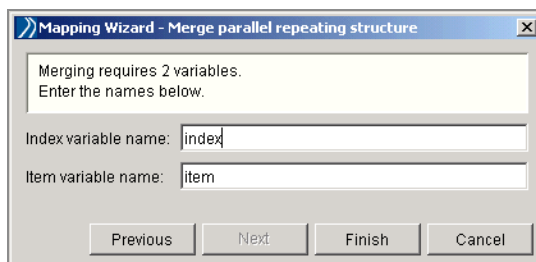 Mapping Wizard - Merge parallel repeating structure
Merging requires 2 variables.
Enter the names below.
Index variable name: index
Item variable name: item
Previous Next Finish Cancel